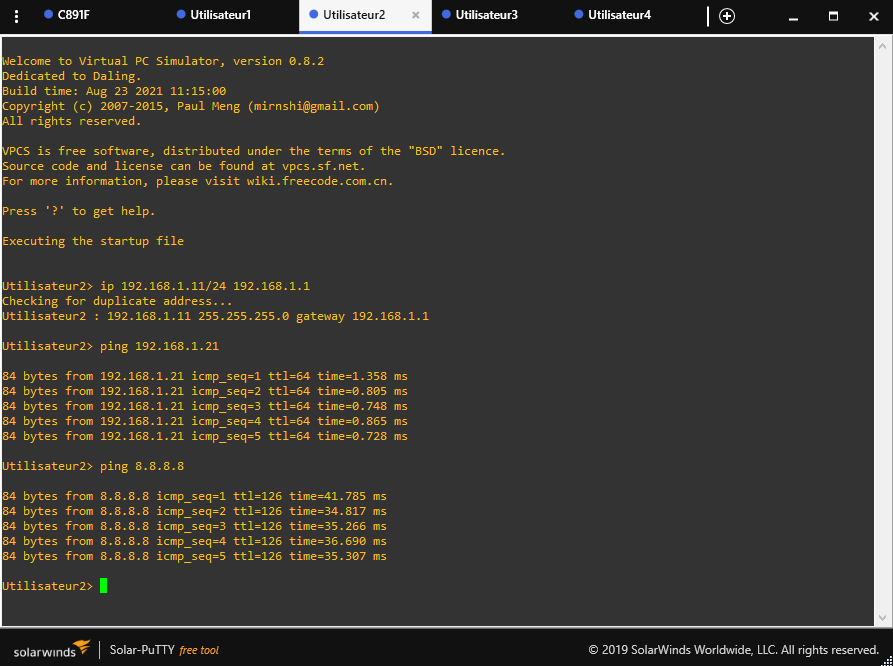 C891F Utilisateur1 Utilisateur2 Utilisateur3 Utilisateur4
Welcome to Virtual PC Simulator, version 0.8.2
Dedicated to Daling.
Build time: Aug 23 2021 11:15:00
Copyright (c) 2007-2015, Paul Meng (mirnshi@gmail.com)
All rights reserved.
VPCS is free software, distributed under the terms of the "BSD" licence.
Source code and license can be found at vpcs.sf.net.
For more information, please visit wiki.freecode.com.cn.
Press '?' to get help.
Executing the startup file
Utilisateur2> ip 192.168.1.11/24 192.168.1.1
Checking for duplicate address...
Utilisateur2 : 192.168.1.11 255.255.255.0 gateway 192.168.1.1
Utilisateur2> ping 192.168.1.21
84 bytes from 192.168.1.21 icmp_seq=1 ttl=64 time=1.358 ms
84 bytes from 192.168.1.21 icmp_seq=2 ttl=64 time=0.805 ms
84 bytes from 192.168.1.21 icmp_seq=3 ttl=64 time=0.748 ms
84 bytes from 192.168.1.21 icmp_seq=4 ttl=64 time=0.865 ms
84 bytes from 192.168.1.21 icmp_seq=5 ttl=64 time=0.728 ms
Utilisateur2> ping 8.8.8.8
84 bytes from 8.8.8.8 icmp_seq=1 ttl=126 time=41.785 ms
84 bytes from 8.8.8.8 icmp_seq=2 ttl=126 time=34.817 ms
84 bytes from 8.8.8.8 icmp_seq=3 ttl=126 time=35.266 ms
84 bytes from 8.8.8.8 icmp_seq=4 ttl=126 time=36.690 ms
84 bytes from 8.8.8.8 icmp_seq=5 ttl=126 time=35.307 ms
Utilisateur2>
solarwinds Solar-PuTTY free tool © 2019 SolarWinds Worldwide, LLC. All rights reserved.